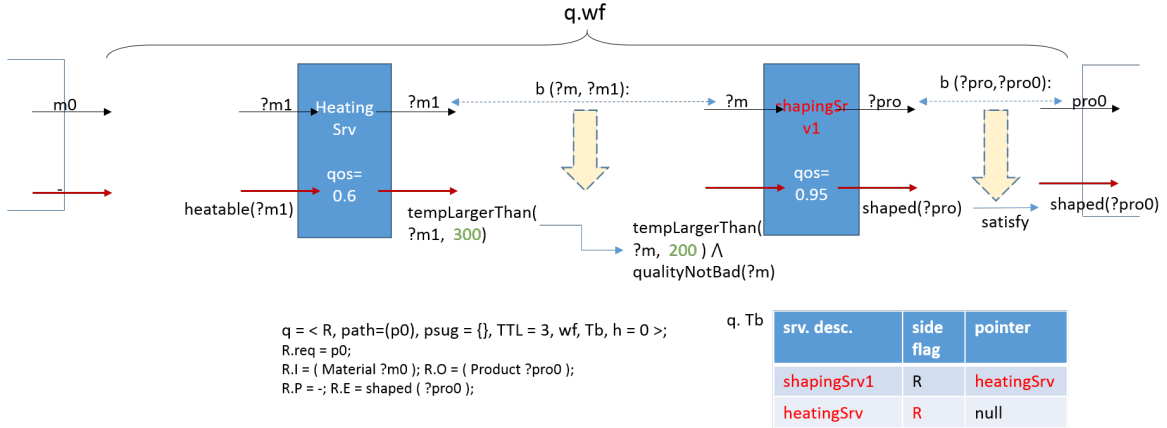 q.wf
m0
?m1
Heating
Srv
?m1
b (?m, ?m1):
?m
shapingSr
v1
?pro
b (?pro,?pro0):
pro0
-
qos=
0.6
qos=
0.95
heatable(?m1)
tempLargerThan(
?m1, 300)
tempLargerThan(
?m, 200 ) Λ
qualityNotBad(?m)
shaped(?pro)
satisfy
shaped(?pro0)
q = < R, path=(p0), psug = {}, TTL = 3, wf, Tb, h = 0 >;
R.req = p0;
R.I = ( Material ?m0 ); R.O = ( Product ?pro0 );
R.P = -; R.E = shaped ( ?pro0 );
q. Tb
srv. desc. side flag pointer
shapingSrv1 R heatingSrv
heatingSrv R null